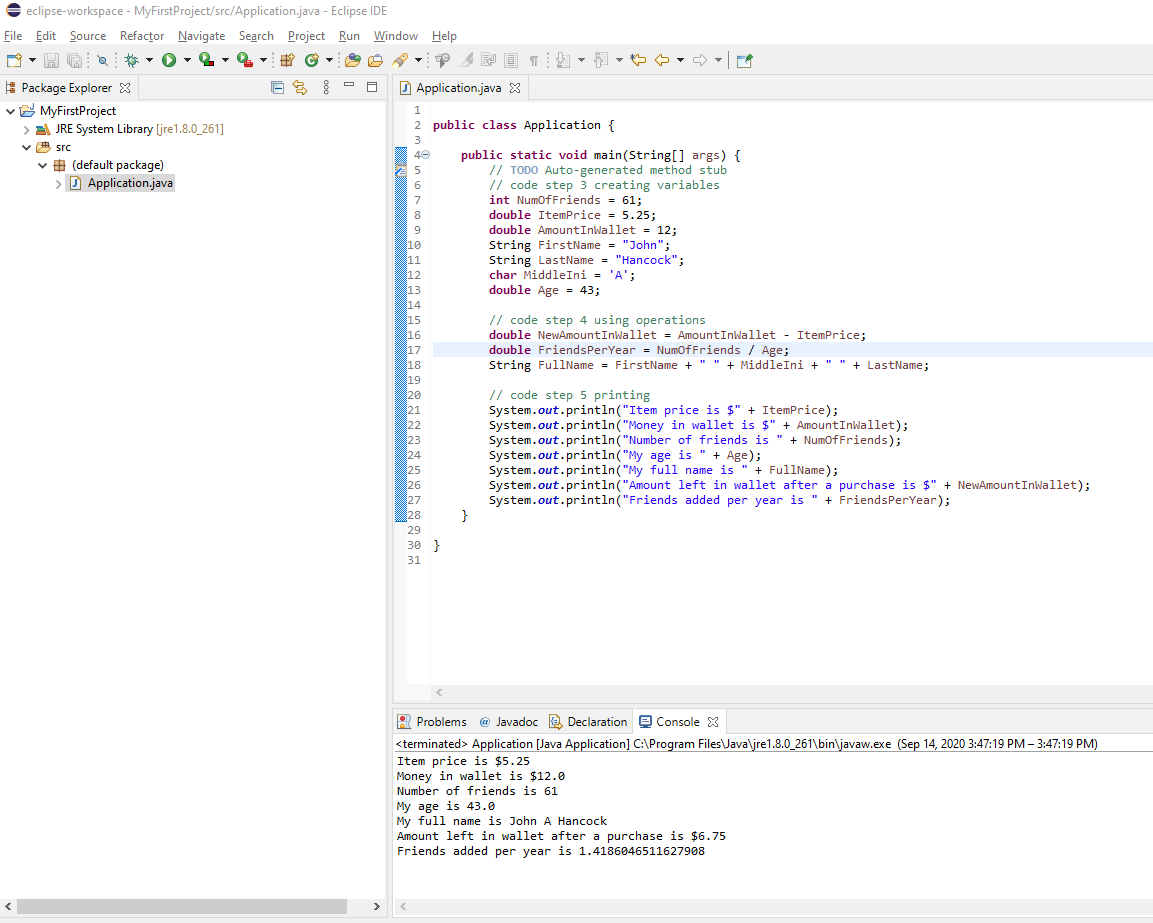 eclipse-workspace - MyFirstProject/src/Application.java - Eclipse IDE
File Edit Source Refactor Navigate Search Project Run Window Help
Package Explorer
MyFirstProject
JRE System Library [jre1.8.0_261]
src
(default package)
Application.java
Application.java
1
2 public class Application {
3
4 public static void main(String[] args) {
5 // TODO Auto-generated method stub
6 // code step 3 creating variables
7 int NumOfFriends = 61;
8 double ItemPrice = 5.25;
9 double AmountInWallet = 12;
10 String FirstName = "John";
11 String LastName = "Hancock";
12 char MiddleIni = 'A';
13 double Age = 43;
14
15 // code step 4 using operations
16 double NewAmountInWallet = AmountInWallet - ItemPrice;
17 double FriendsPerYear = NumOfFriends / Age;
18 String FullName = FirstName + " " + MiddleIni + " " + LastName;
19
20 // code step 5 printing
21 System.out.println("Item price is $" + ItemPrice);
22 System.out.println("Money in wallet is $" + AmountInWallet);
23 System.out.println("Number of friends is " + NumOfFriends);
24 System.out.println("My age is " + Age);
25 System.out.println("My full name is " + FullName);
26 System.out.println("Amount left in wallet after a purchase is $" + NewAmountInWallet);
27 System.out.println("Friends added per year is " + FriendsPerYear);
28 }
29
30 }
31
Problems @ Javadoc Declaration Console
<terminated> Application [Java Application] C:\Program Files\Java\jre1.8.0_261\bin\javaw.exe (Sep 14, 2020 3:47:19 PM – 3:47:19 PM)
Item price is $5.25
Money in wallet is $12.0
Number of friends is 61
My age is 43.0
My full name is John A Hancock
Amount left in wallet after a purchase is $6.75
Friends added per year is 1.4186046511627908